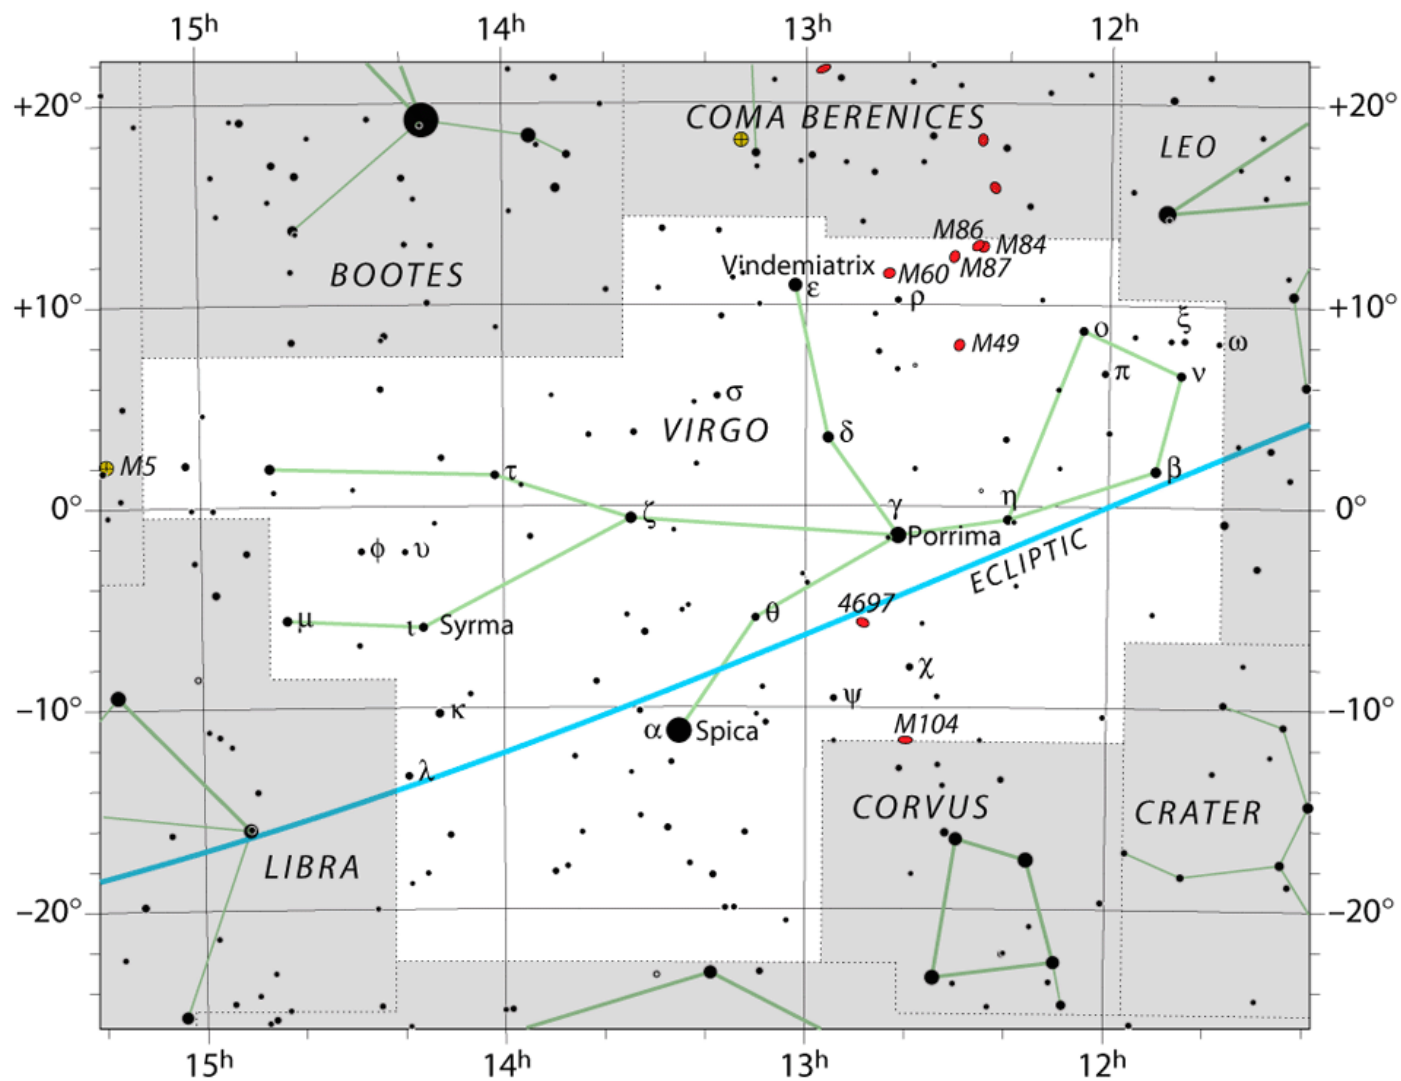 15h 14h 13h 12h
+20° COMA BERENICES +20°
LEO
M86 M84
Vindemiatrix M87
BOOTES ε M60
ρ
+10° ξ +10°
ο
M49 ω
π ν
σ
VIRGO δ
M5 τ β
η
0° ζ γ 0°
Porrima
φ υ ECLIPTIC
4697
μ ι Syrma θ
χ
ψ
−10° κ −10°
α Spica M104
λ
CORVUS CRATER
LIBRA
−20° −20°
15h 14h 13h 12h